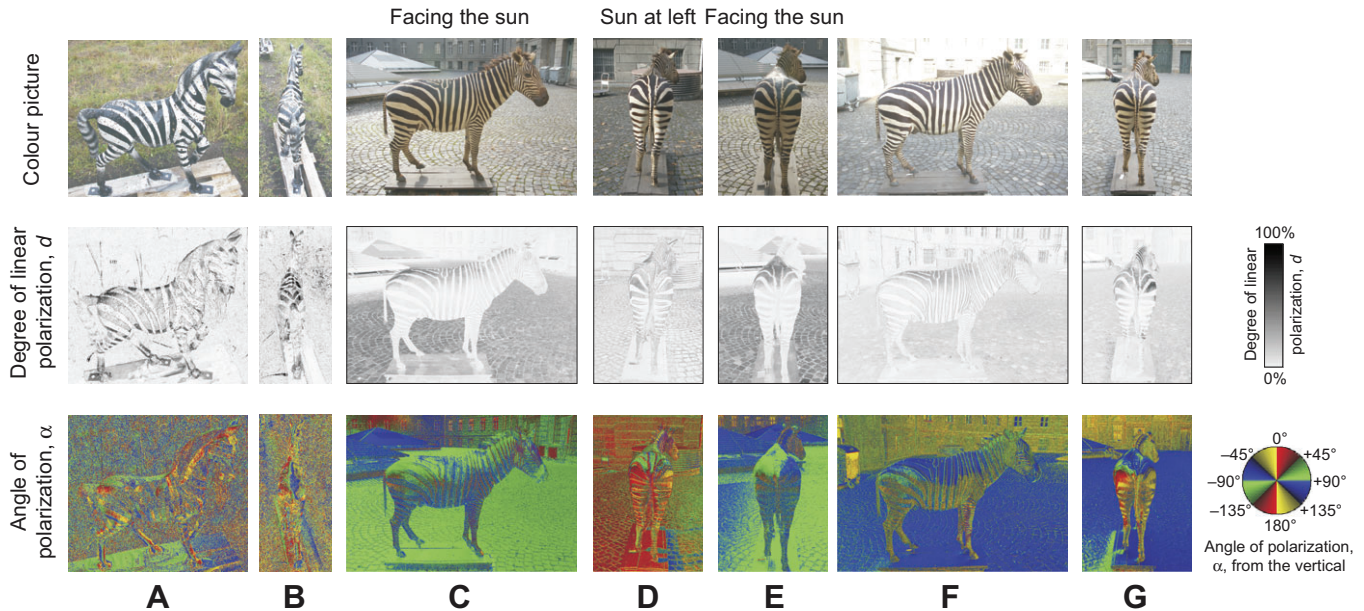 Facing the sun
Sun at left
Facing the sun
Colour picture
Degree of linear
polarization, d
100%
Degree of linear
polarization, d
0%
Angle of
polarization, α
0°
–45°
+45°
–90°
+90°
–135°
+135°
180°
Angle of polarization,
α, from the vertical
A
B
C
D
E
F
G